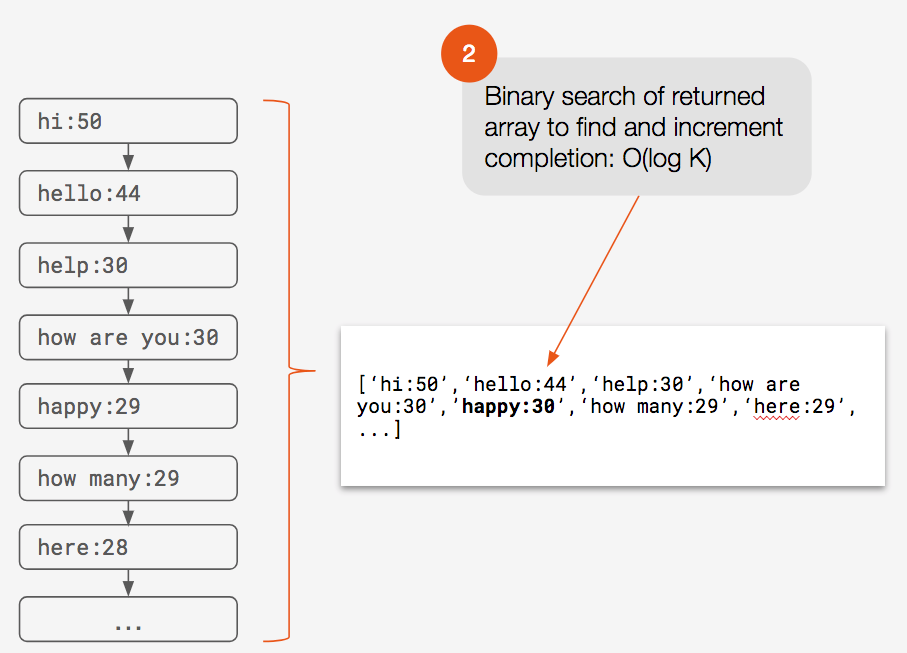 2
Binary search of returned
array to find and increment
completion: O(log K)
hi:50
hello:44
help:30
how are you:30
happy:29
how many:29
here:28
...
[‘hi:50’,‘hello:44’,‘help:30’,‘how are
you:30’,’happy:30’,‘how many:29’,‘here:29’,
...]